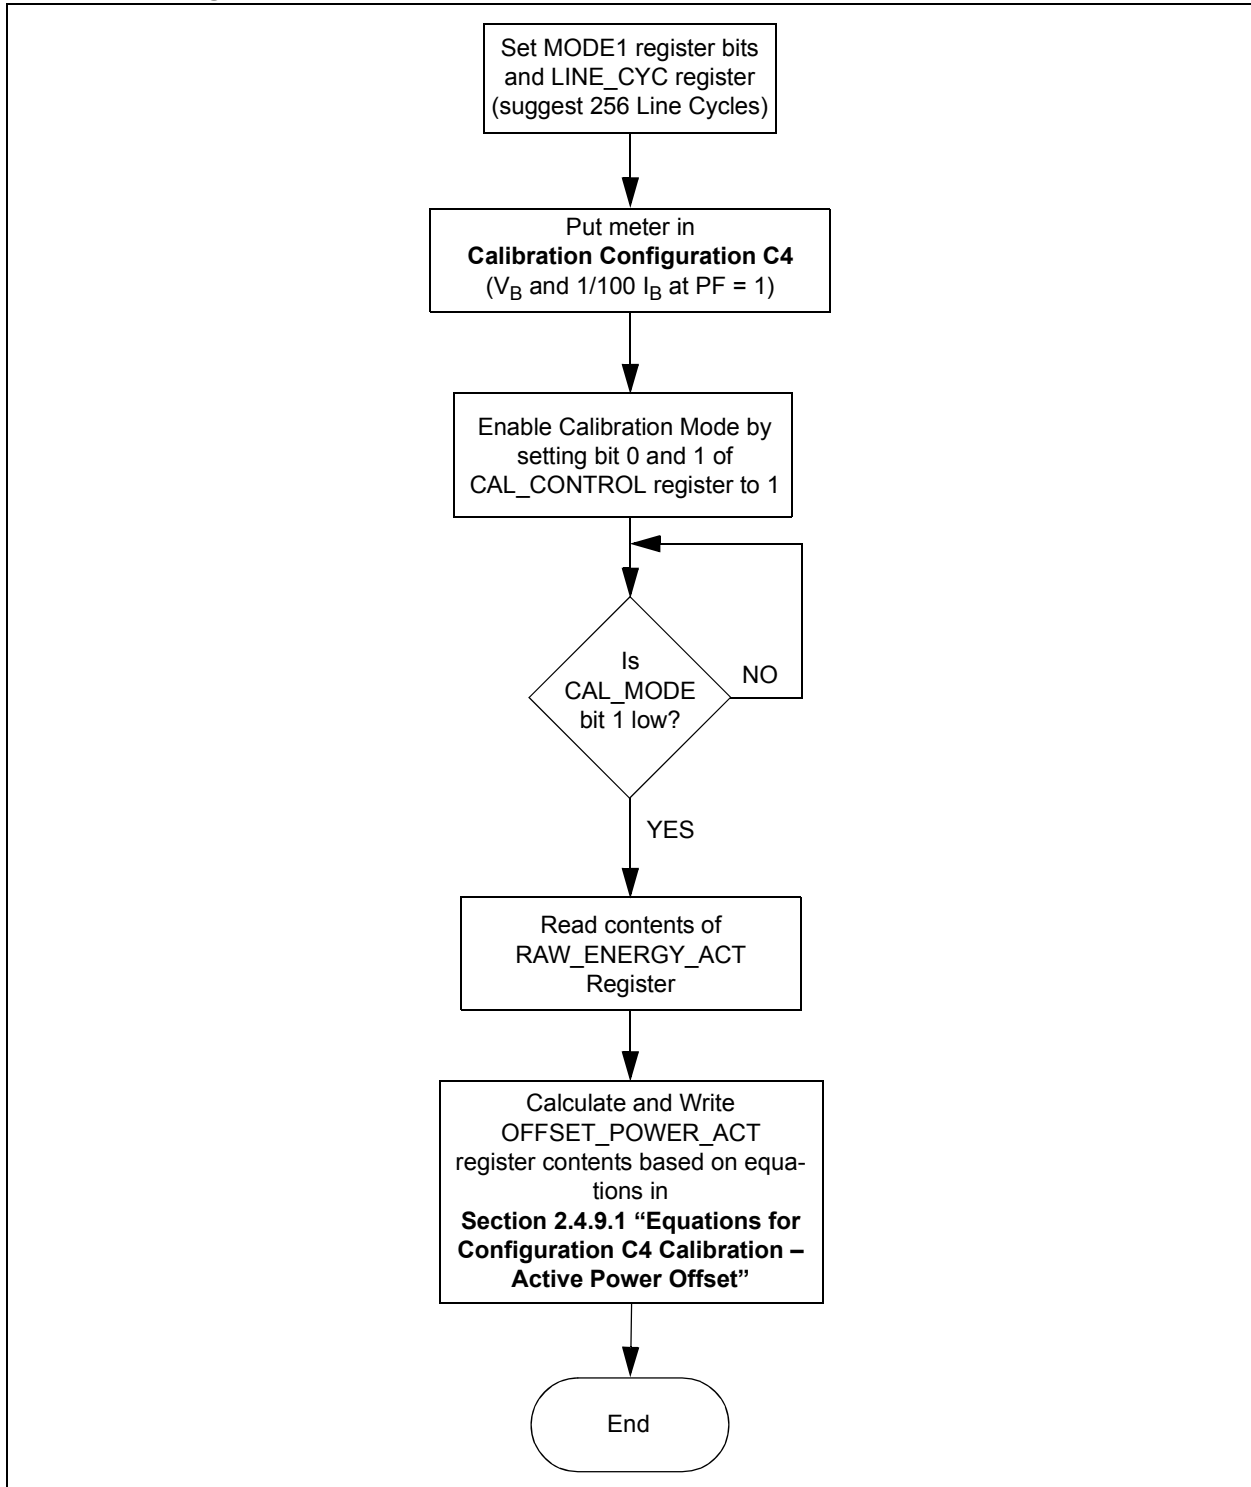 Set MODE1 register bits
and LINE_CYC register
(suggest 256 Line Cycles)
Put meter in
Calibration Configuration C4
(VB and 1/100 IB at PF = 1)
Enable Calibration Mode by
setting bit 0 and 1 of
CAL_CONTROL register to 1
Is
CAL_MODE
bit 1 low?
NO
YES
Read contents of
RAW_ENERGY_ACT
Register
Calculate and Write
OFFSET_POWER_ACT
register contents based on equa-
tions in
Section 2.4.9.1 “Equations for
Configuration C4 Calibration –
Active Power Offset”
End